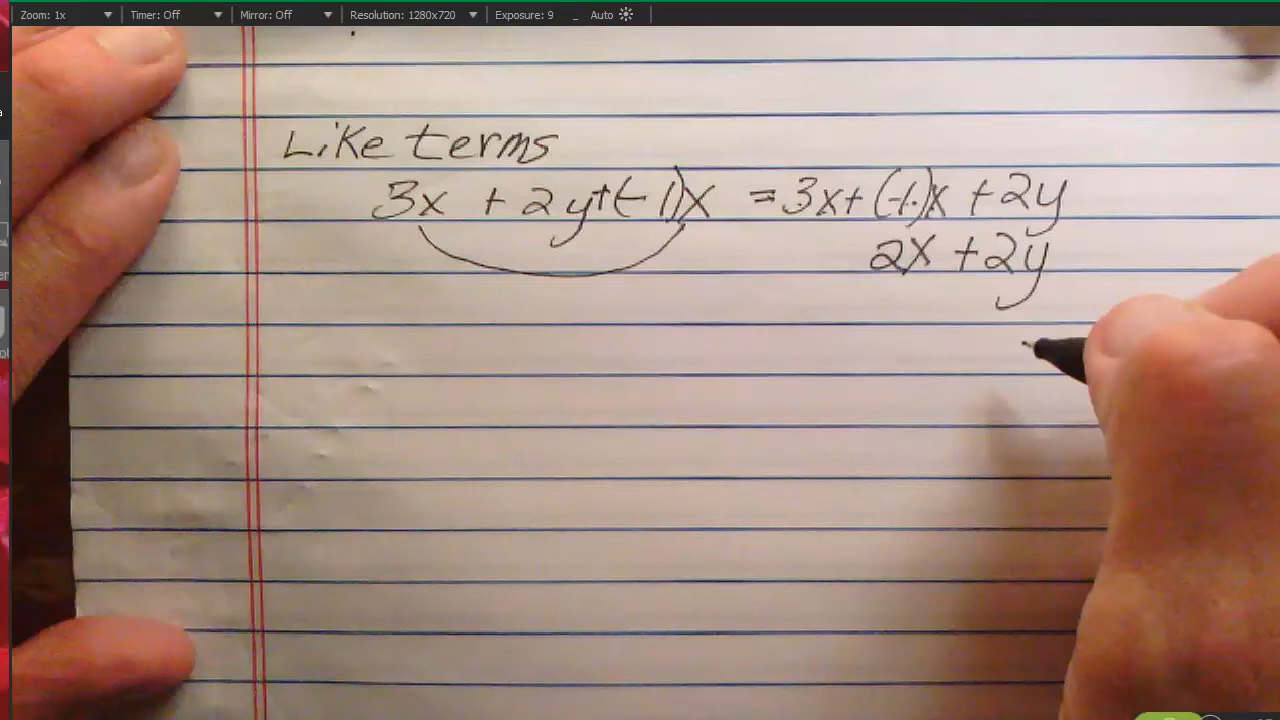 Zoom: 1x Timer: Off Mirror: Off Resolution: 1280x720 Exposure: 9 Auto
Like terms
3x + 2y+(-1)x = 3x+(-1)x +2y
2x +2y